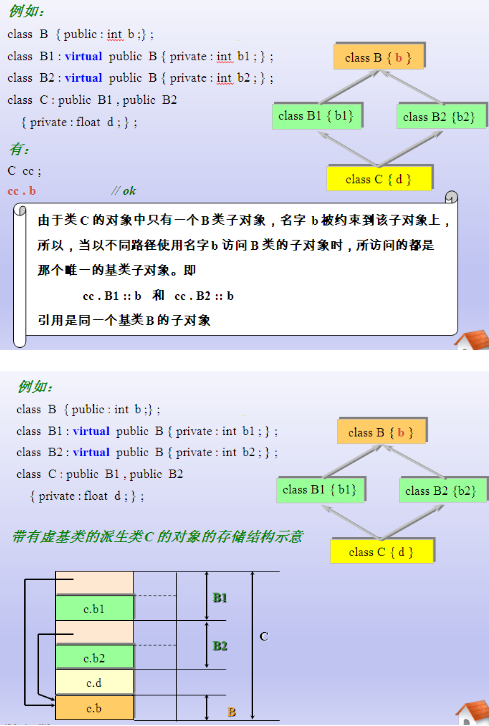 例如：
class B { public : int b ;} ;
class B1 : virtual public B { private : int b1 ; } ;
class B2 : virtual public B { private : int b2 ; } ;
class C : public B1 , public B2
{ private : float d ; } ;
有：
C cc ;
cc . b // ok
class B { b }
class B1 { b1}
class B2 {b2}
class C { d }
由于类 C 的对象中只有一个 B 类子对象，名字 b 被约束到该子对象上，
所以，当以不同路径使用名字 b 访问 B 类的子对象时，所访问的都是
那个唯一的基类子对象。即
cc . B1 :: b 和 cc . B2 :: b
引用是同一个基类 B 的子对象
例如：
class B { public : int b ;} ;
class B1 : virtual public B { private : int b1 ; } ;
class B2 : virtual public B { private : int b2 ; } ;
class C : public B1 , public B2
{ private : float d ; } ;
class B { b }
class B1 { b1}
class B2 {b2}
class C { d }
带有虚基类的派生类 C 的对象的存储结构示意
c.b1
c.b2
c.d
c.b
B1
B2
B
C